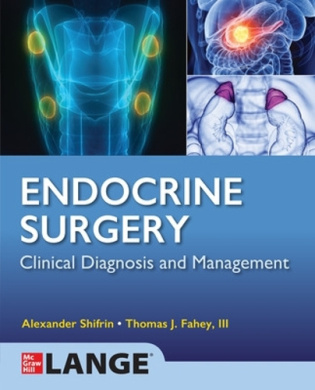 ENDOCRINE
SURGERY
Clinical Diagnosis and Management
Alexander Shifrin • Thomas J. Fahey, III
Mc
Graw
Hill
LANGE®